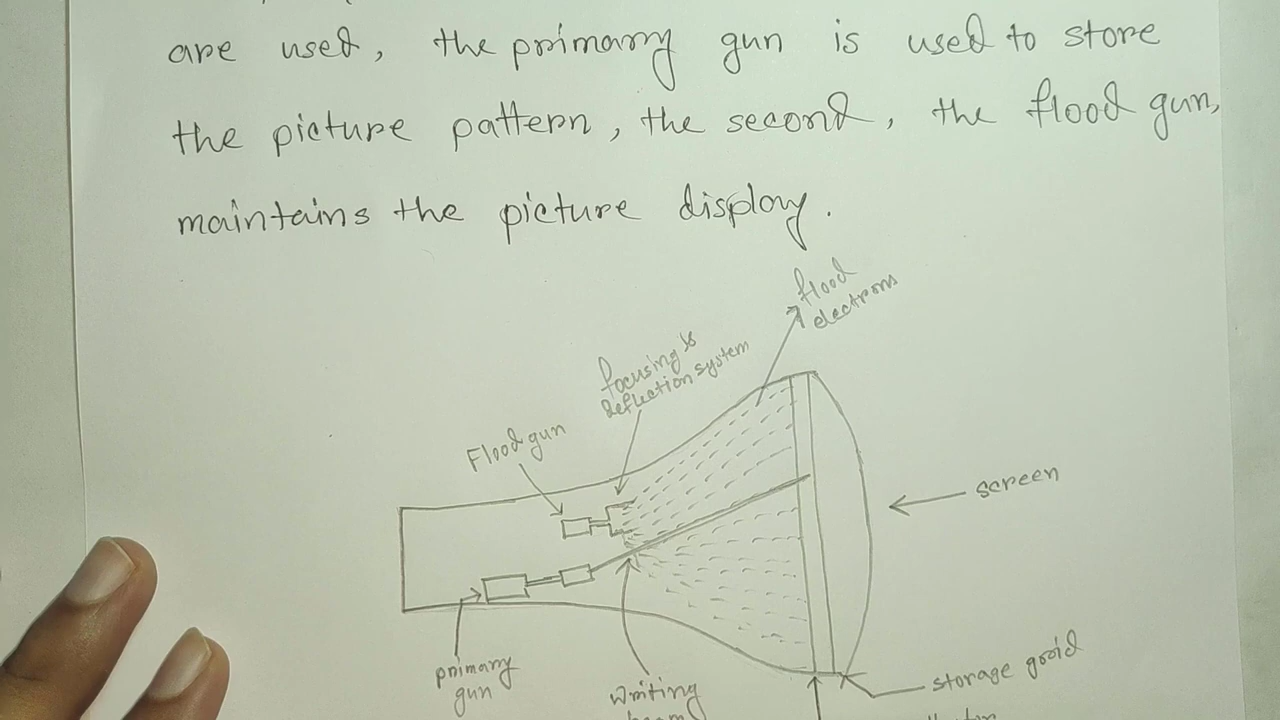 are used, the primary gun is used to store
the picture pattern, the second, the flood gun,
maintains the picture display.
flood
electrons
focusing &
deflection system
Flood gun
screen
primary
gun
writing
beam
storage grid